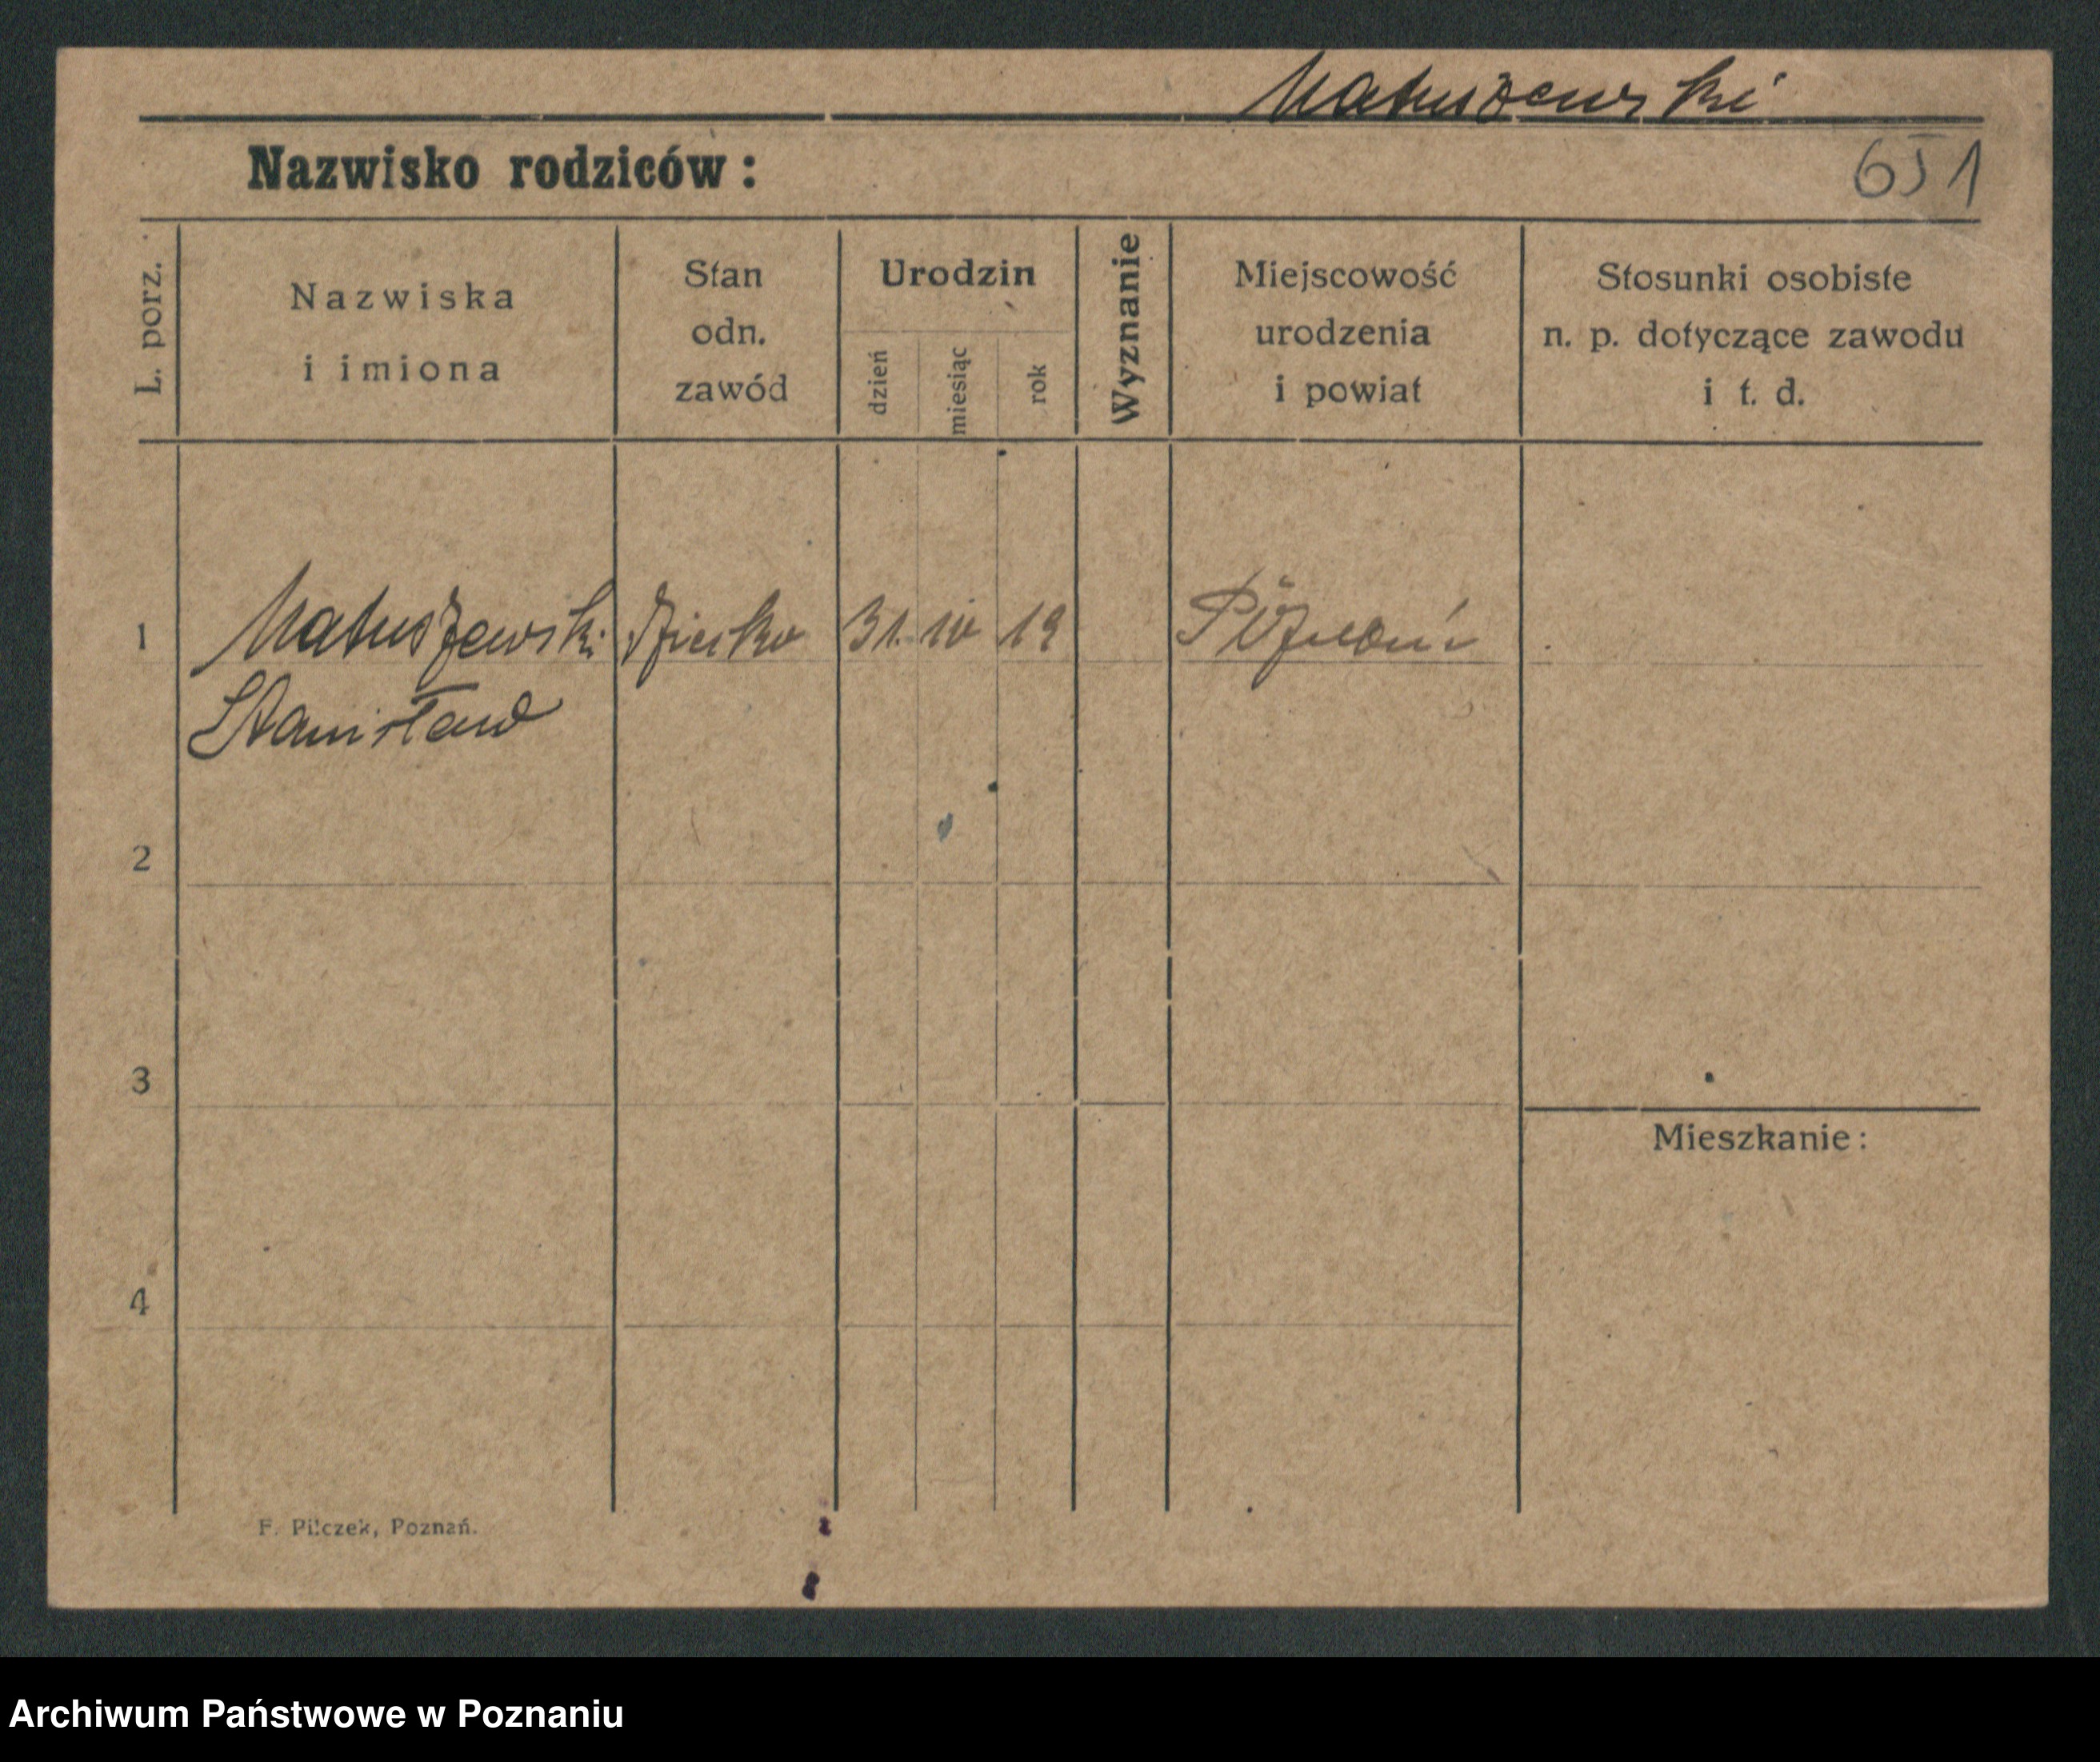 Matuszewski
Nazwisko rodziców:
651
L. porz.
Nazwiska
i imiona
Stan
odn.
zawód
Urodzin
dzień
miesiąc
rok
Wyznanie
Miejscowość
urodzenia
i powiat
Stosunki osobiste
n. p. dotyczące zawodu
i t. d.
1
Matuszewski
Stanisław
dziecko
31.
10
19
Poznań
2
3
4
Mieszkanie:
F. Pilczek, Poznań.
Archiwum Państwowe w Poznaniu